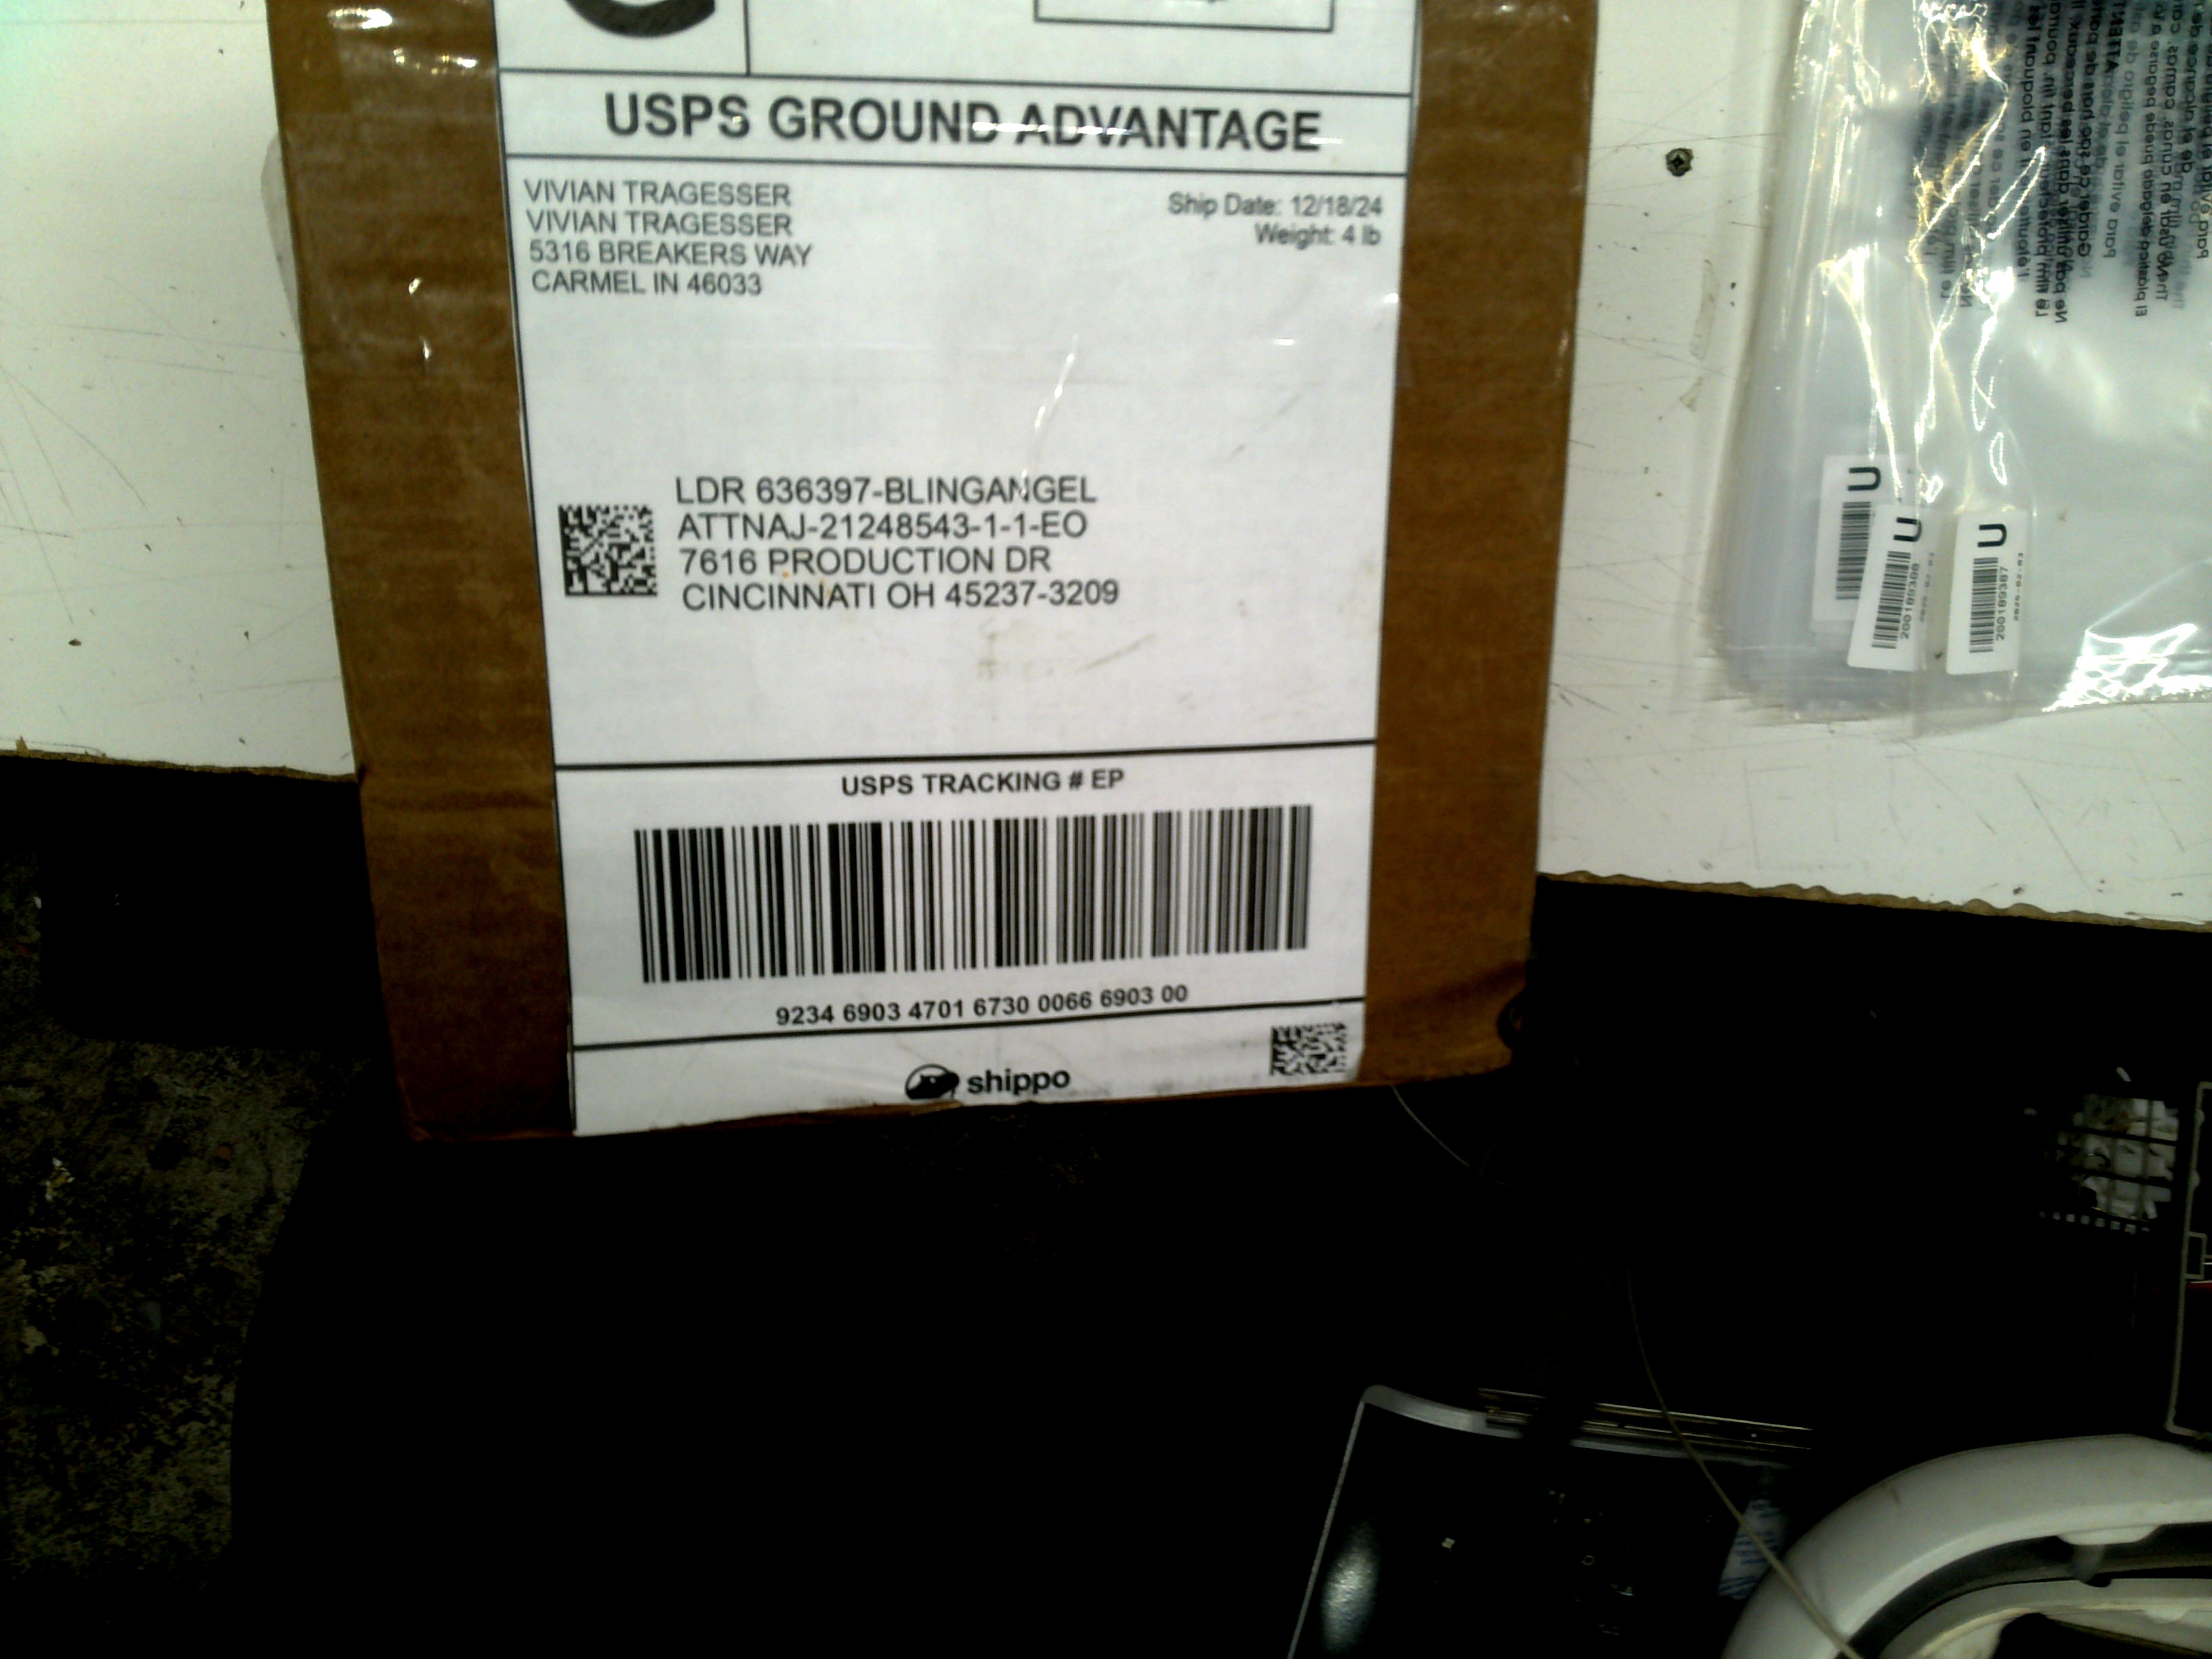 USPS GROUND ADVANTAGE
VIVIAN TRAGESSER
VIVIAN TRAGESSER
5316 BREAKERS WAY
CARMEL IN 46033
Ship Date: 12/18/24
Weight: 4 lb
LDR 636397-BLINGANGEL
ATTNAJ-21248543-1-1-EO
7616 PRODUCTION DR
CINCINNATI OH 45237-3209
USPS TRACKING # EP
9234 6903 4701 6730 0066 6903 00
shippo
U
U
200189388
U
200189387